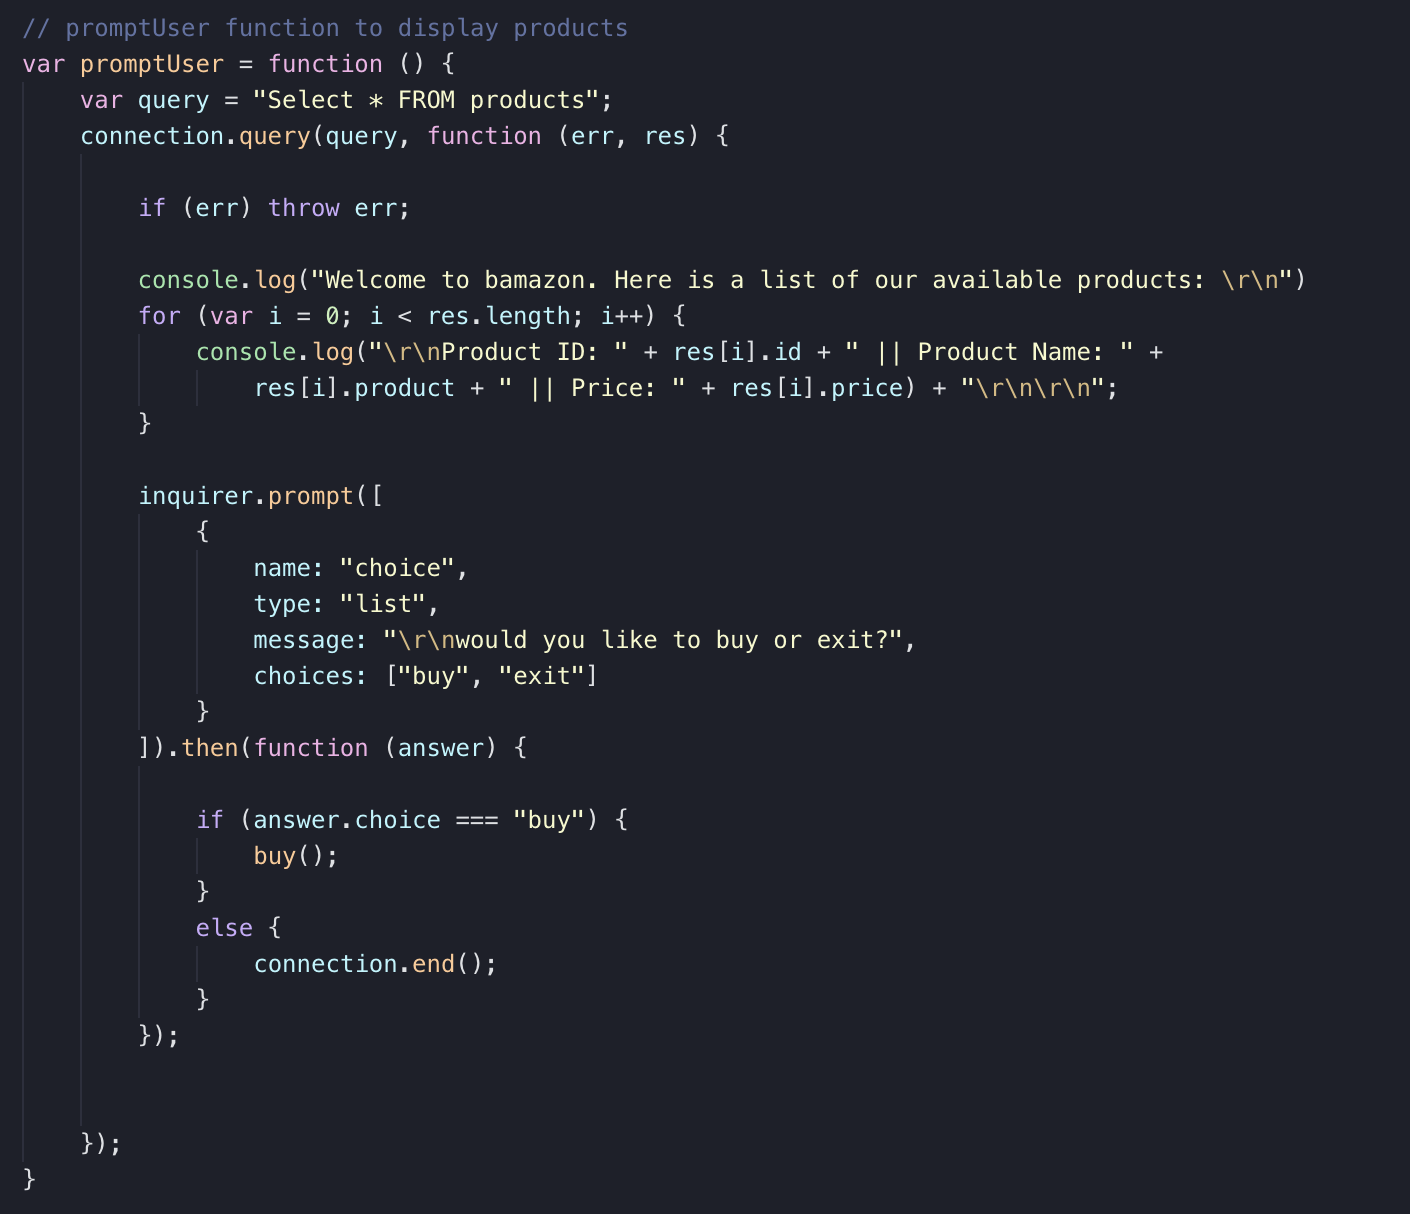 // promptUser function to display products
var promptUser = function () {
    var query = "Select * FROM products";
    connection.query(query, function (err, res) {

        if (err) throw err;

        console.log("Welcome to bamazon. Here is a list of our available products: \r\n")
        for (var i = 0; i < res.length; i++) {
            console.log("\r\nProduct ID: " + res[i].id + " || Product Name: " +
                res[i].product + " || Price: " + res[i].price) + "\r\n\r\n";
        }

        inquirer.prompt([
            {
                name: "choice",
                type: "list",
                message: "\r\nwould you like to buy or exit?",
                choices: ["buy", "exit"]
            }
        ]).then(function (answer) {

            if (answer.choice === "buy") {
                buy();
            }
            else {
                connection.end();
            }
        });



    });
}